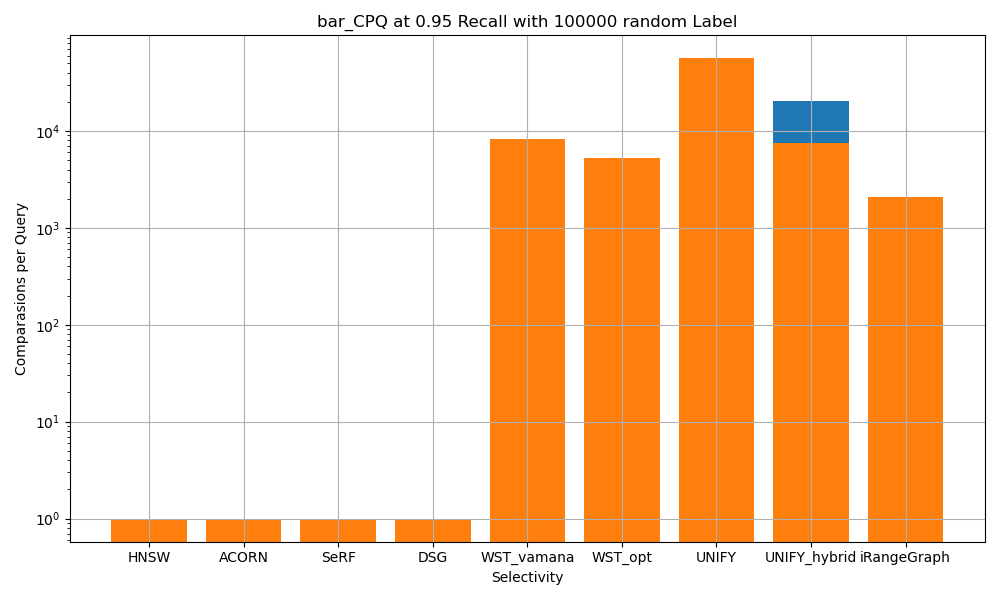 bar_CPQ at 0.95 Recall with 100000 random Label
Comparasions per Query
10^4
10^3
10^2
10^1
10^0
HNSW ACORN SeRF DSG WST_vamana WST_opt UNIFY UNIFY_hybrid iRangeGraph
Selectivity